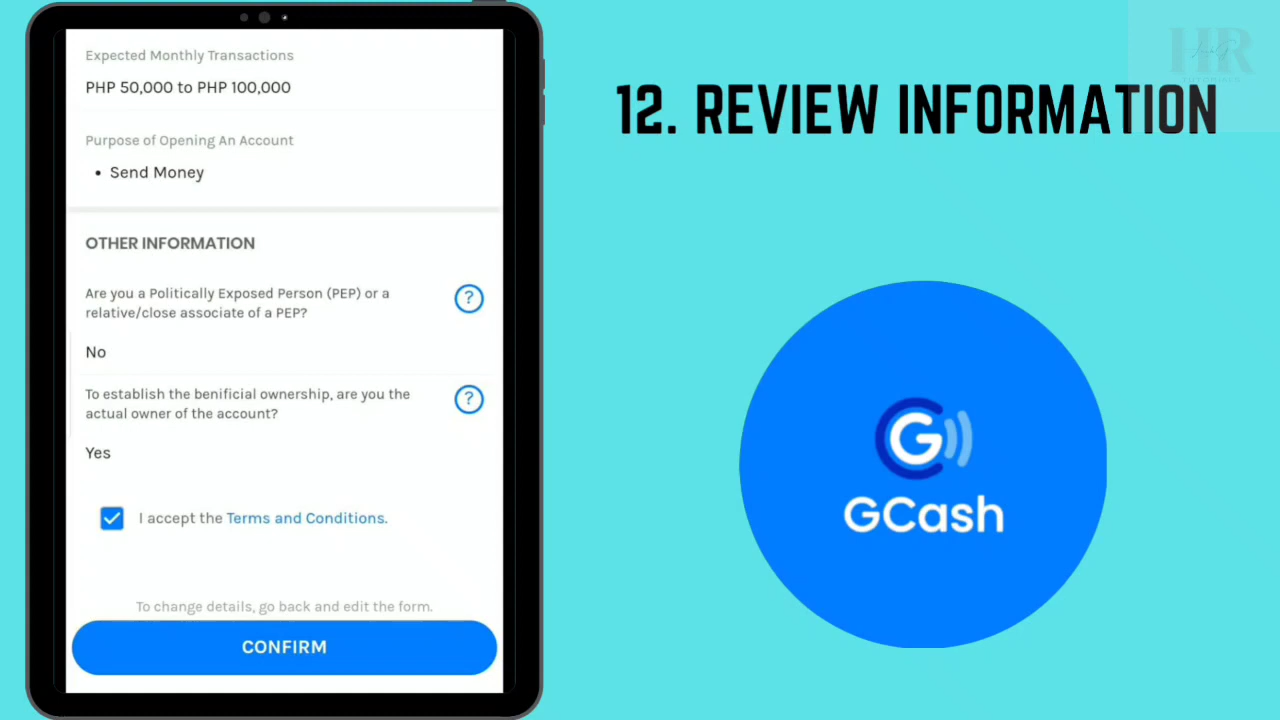 Expected Monthly Transactions
PHP 50,000 to PHP 100,000
Purpose of Opening An Account
• Send Money
OTHER INFORMATION
Are you a Politically Exposed Person (PEP) or a
relative/close associate of a PEP?
?
No
To establish the benificial ownership, are you the
actual owner of the account?
?
Yes
I accept the Terms and Conditions.
To change details, go back and edit the form.
CONFIRM
12. REVIEW INFORMATION
HR
TUTORIALS
G
GCash